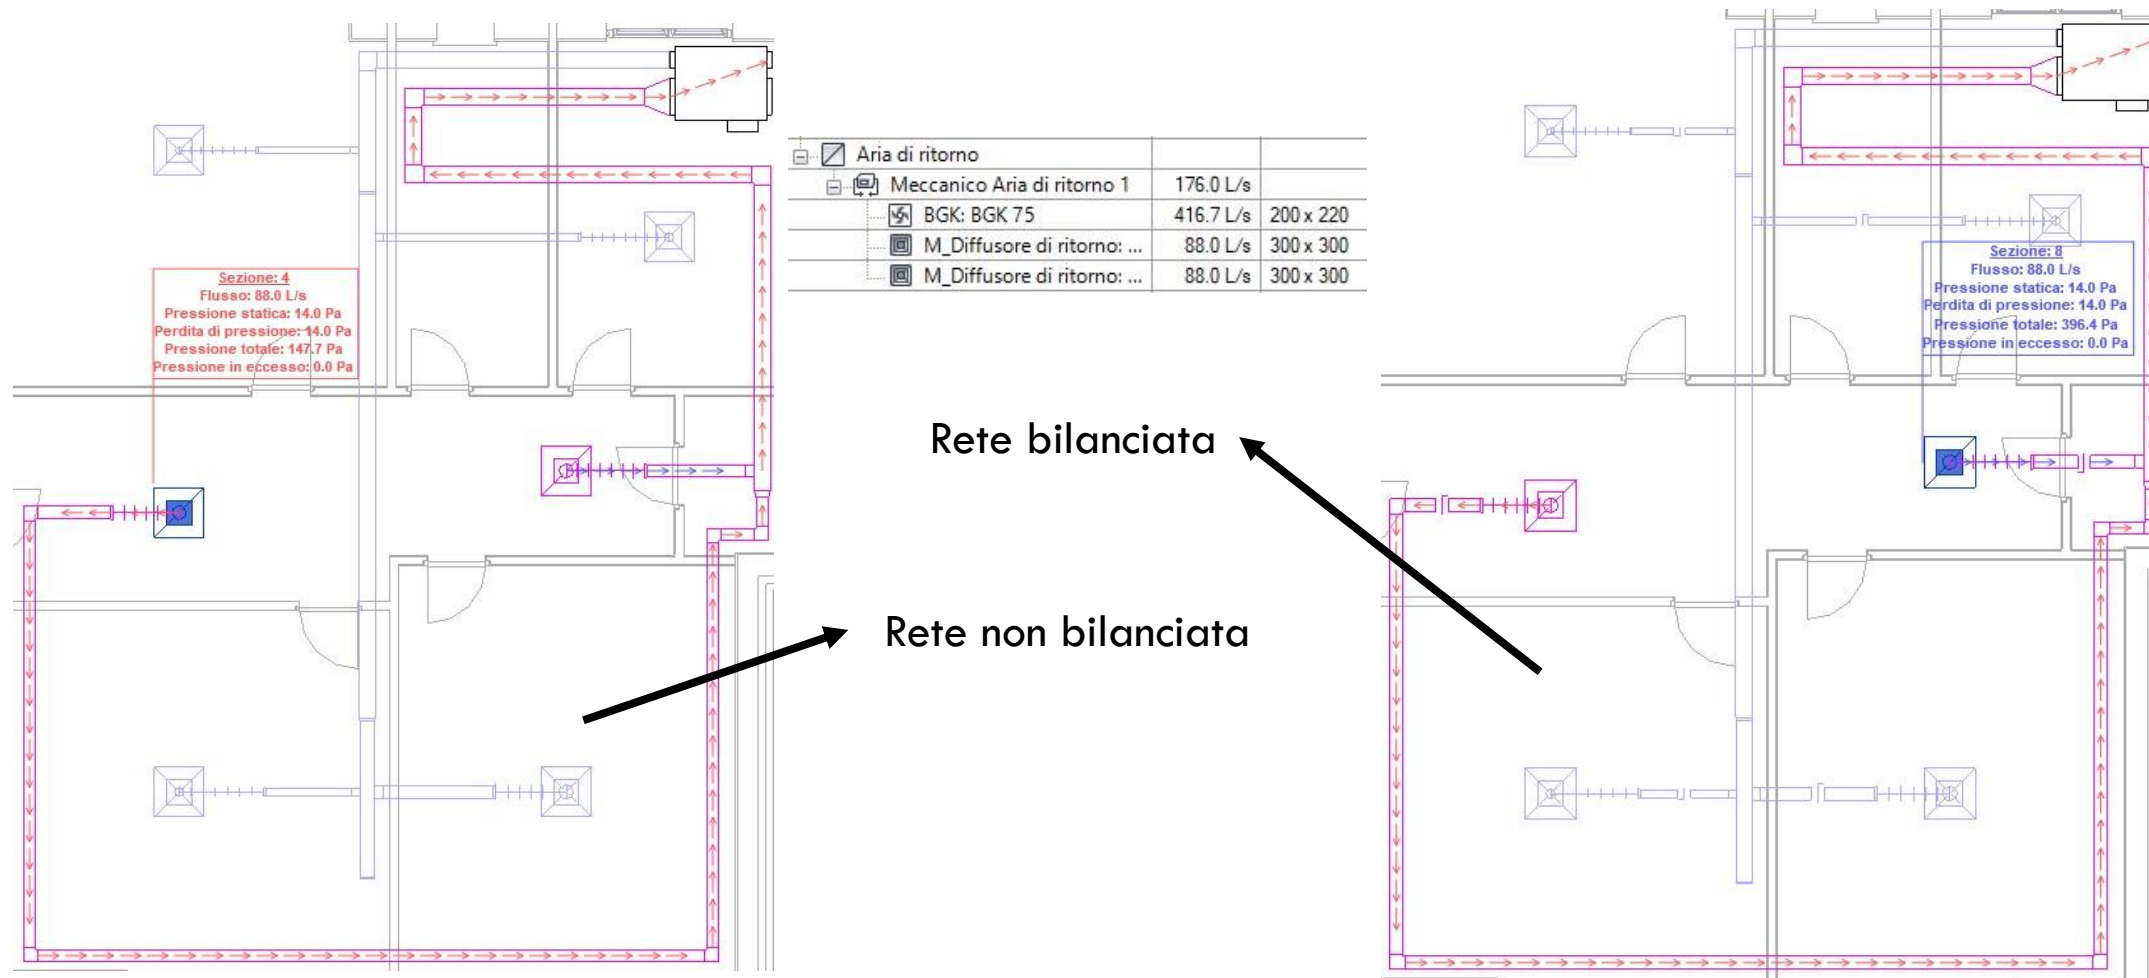 Sezione: 4
Flusso: 88.0 L/s
Pressione statica: 14.0 Pa
Perdita di pressione: 14.0 Pa
Pressione totale: 147.7 Pa
Pressione in eccesso: 0.0 Pa
Aria di ritorno
Meccanico Aria di ritorno 1 176.0 L/s
BGK: BGK 75 416.7 L/s 200 x 220
M_Diffusore di ritorno: ... 88.0 L/s 300 x 300
M_Diffusore di ritorno: ... 88.0 L/s 300 x 300
Rete bilanciata
Rete non bilanciata
Sezione: 8
Flusso: 88.0 L/s
Pressione statica: 14.0 Pa
Perdita di pressione: 14.0 Pa
Pressione totale: 396.4 Pa
Pressione in eccesso: 0.0 Pa